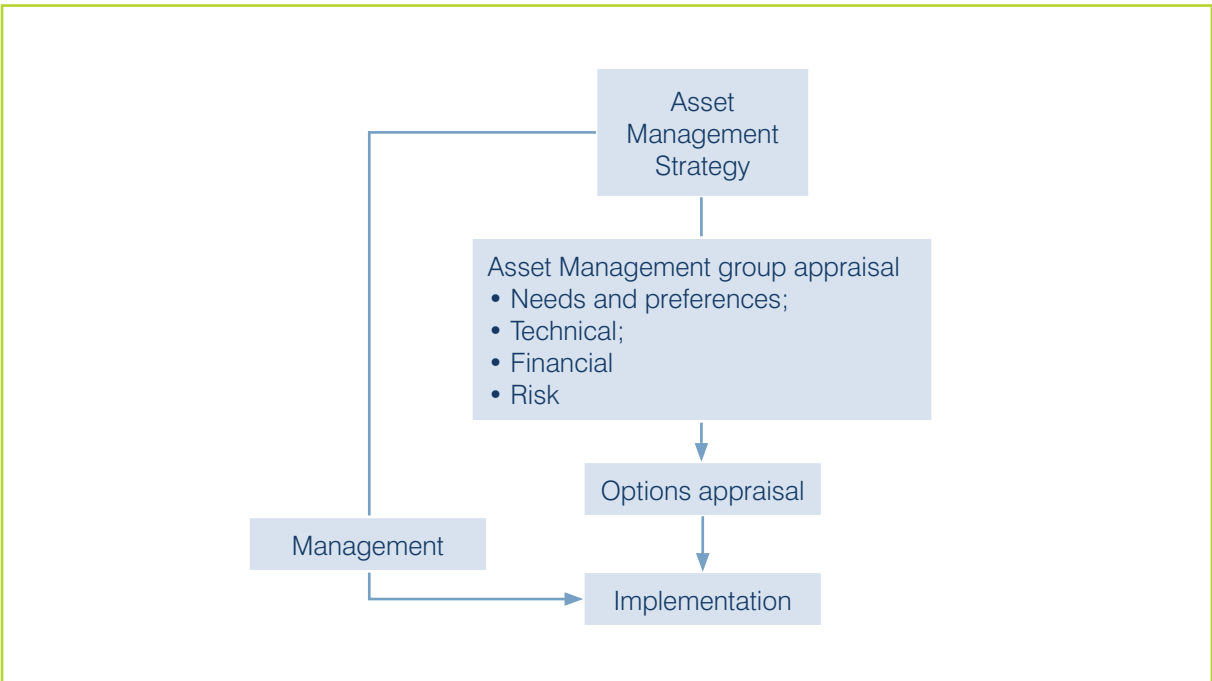 Asset
Management
Strategy
Asset Management group appraisal
• Needs and preferences;
• Technical;
• Financial
• Risk
Options appraisal
Management
Implementation